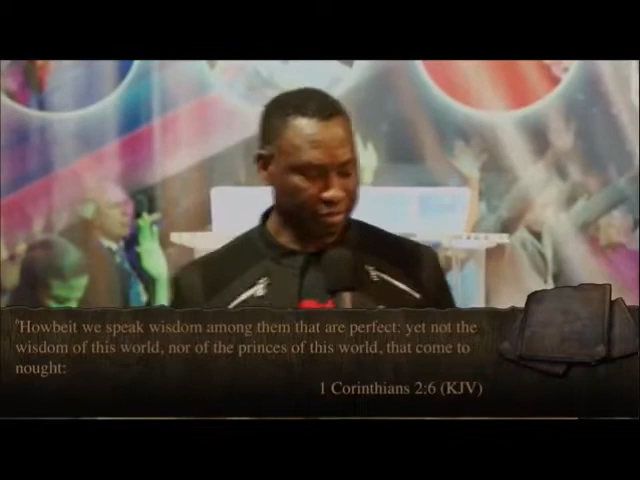 "Howbeit we speak wisdom among them that are perfect: yet not the
wisdom of this world, nor of the princes of this world, that come to
nought:
1 Corinthians 2:6 (KJV)